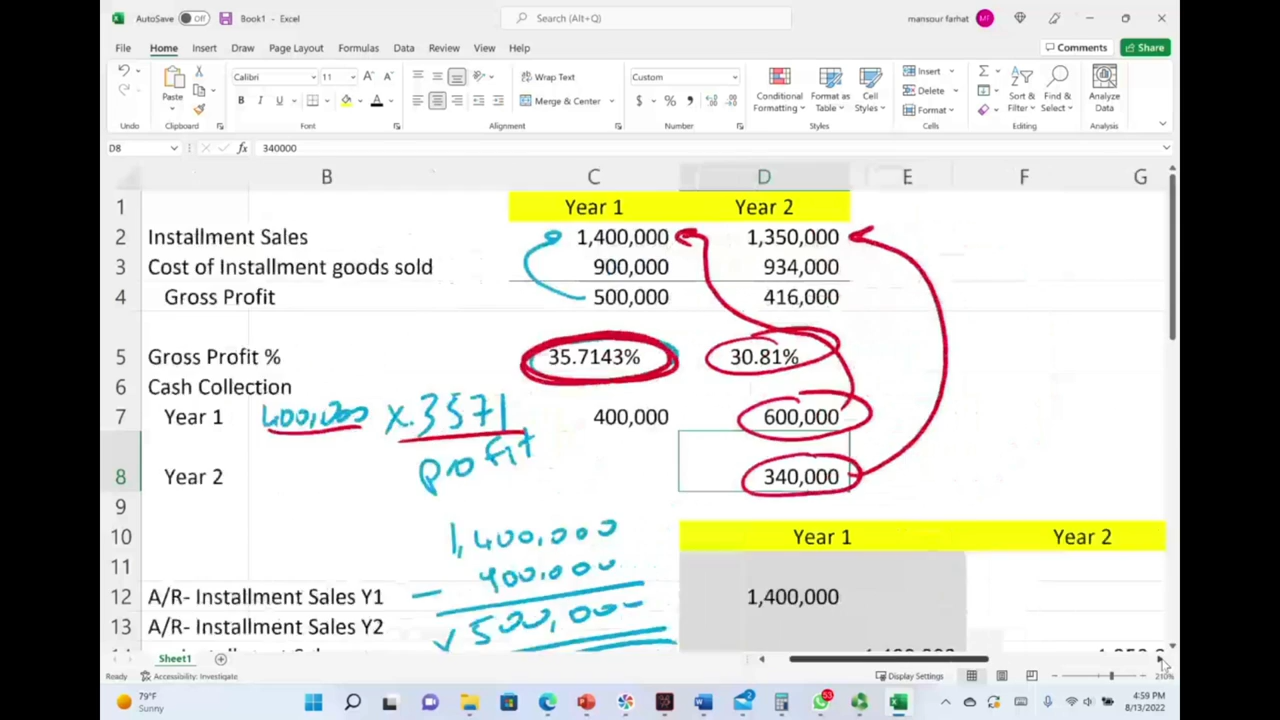 AutoSave Off Book1 - Excel Search (Alt+Q) mansour farhat MF
File Home Insert Draw Page Layout Formulas Data Review View Help Comments Share
Calibri 11 Wrap Text Custom Insert
Paste B I U Merge & Center $ % Conditional Formatting Format as Table Cell Styles Delete Format Sort & Filter Find & Select Analyze Data
Undo Clipboard Font Alignment Number Styles Cells Editing Analysis
D8 fx 340000
B C D E F G
1 Year 1 Year 2
2 Installment Sales 1,400,000 1,350,000
3 Cost of Installment goods sold 900,000 934,000
4 Gross Profit 500,000 416,000
5 Gross Profit % 35.7143% 30.81%
6 Cash Collection
7 Year 1 400,000 x.3571 400,000 600,000
profit
8 Year 2 340,000
9
1,400,000
10 Year 1 Year 2
11
400,000
12 A/R- Installment Sales Y1 - 1,400,000
13 A/R- Installment Sales Y2
Sheet1
Ready Accessibility: Investigate Display Settings 210%
79°F
Sunny
53
4:59 PM
8/13/2022